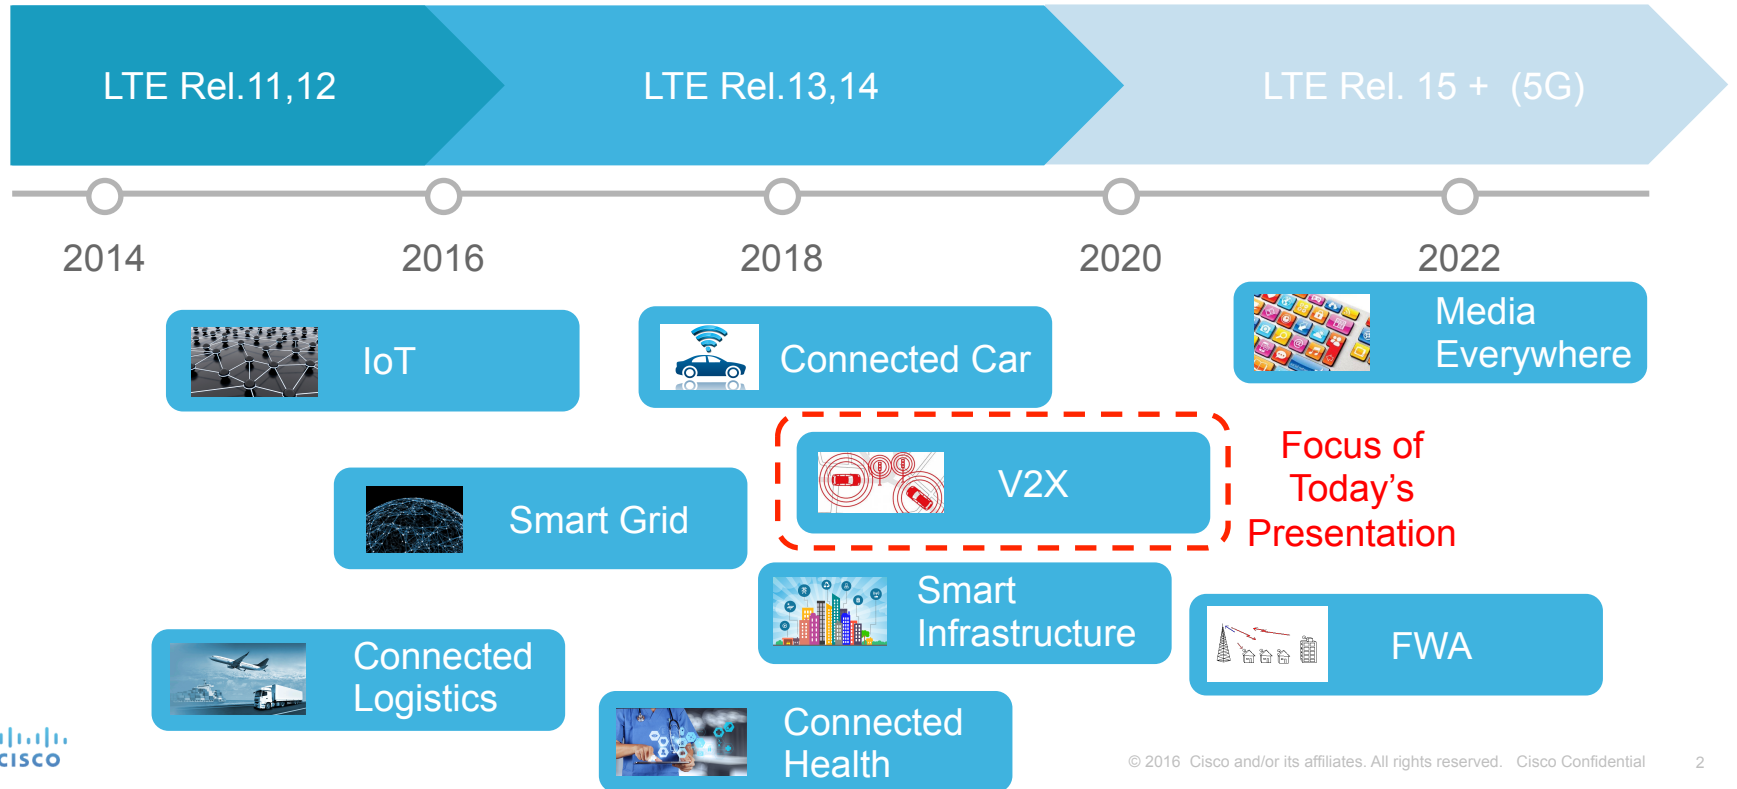 LTE Rel.11,12
LTE Rel.13,14
LTE Rel. 15 + (5G)
2014
2016
2018
2020
2022
IoT
Connected Car
Media
Everywhere
Smart Grid
V2X
Focus of
Today’s
Presentation
Connected
Logistics
Smart
Infrastructure
FWA
Connected
Health
CISCO
© 2016 Cisco and/or its affiliates. All rights reserved. Cisco Confidential
2